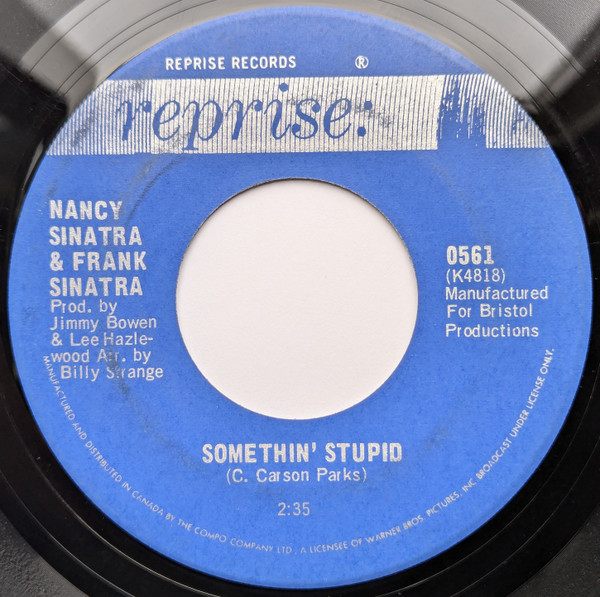 REPRISE RECORDS ®
reprise:
NANCY
SINATRA
& FRANK
SINATRA
Prod. by
Jimmy Bowen
& Lee Hazle-
wood Arr. by
Billy Strange
0561
(K4818)
Manufactured
For Bristol
Productions
SOMETHIN' STUPID
(C. Carson Parks)
2:35
MANUFACTURED AND DISTRIBUTED IN CANADA BY THE COMPO COMPANY LTD., A LICENSEE OF WARNER BROS. PICTURES, INC BROADCAST UNDER LICENSE ONLY.